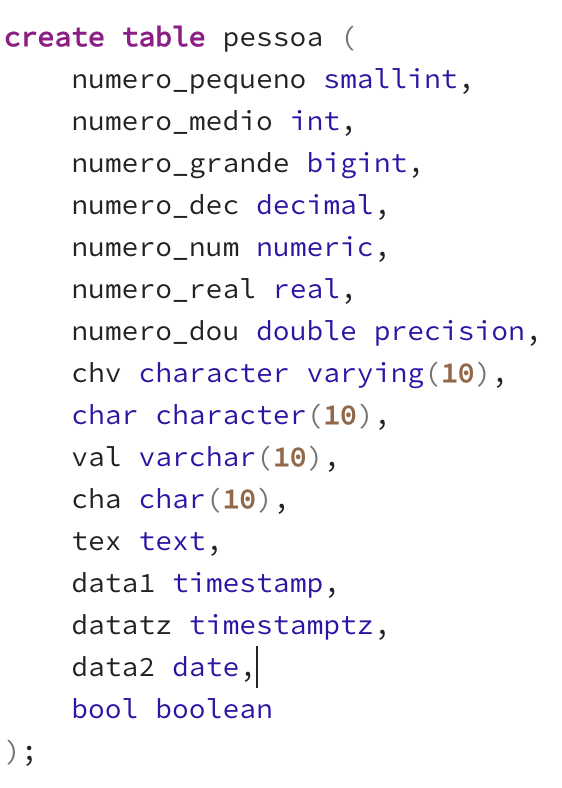 create table pessoa (
    numero_pequeno smallint,
    numero_medio int,
    numero_grande bigint,
    numero_dec decimal,
    numero_num numeric,
    numero_real real,
    numero_dou double precision,
    chv character varying(10),
    char character(10),
    val varchar(10),
    cha char(10),
    tex text,
    data1 timestamp,
    datatz timestamptz,
    data2 date,
    bool boolean
);